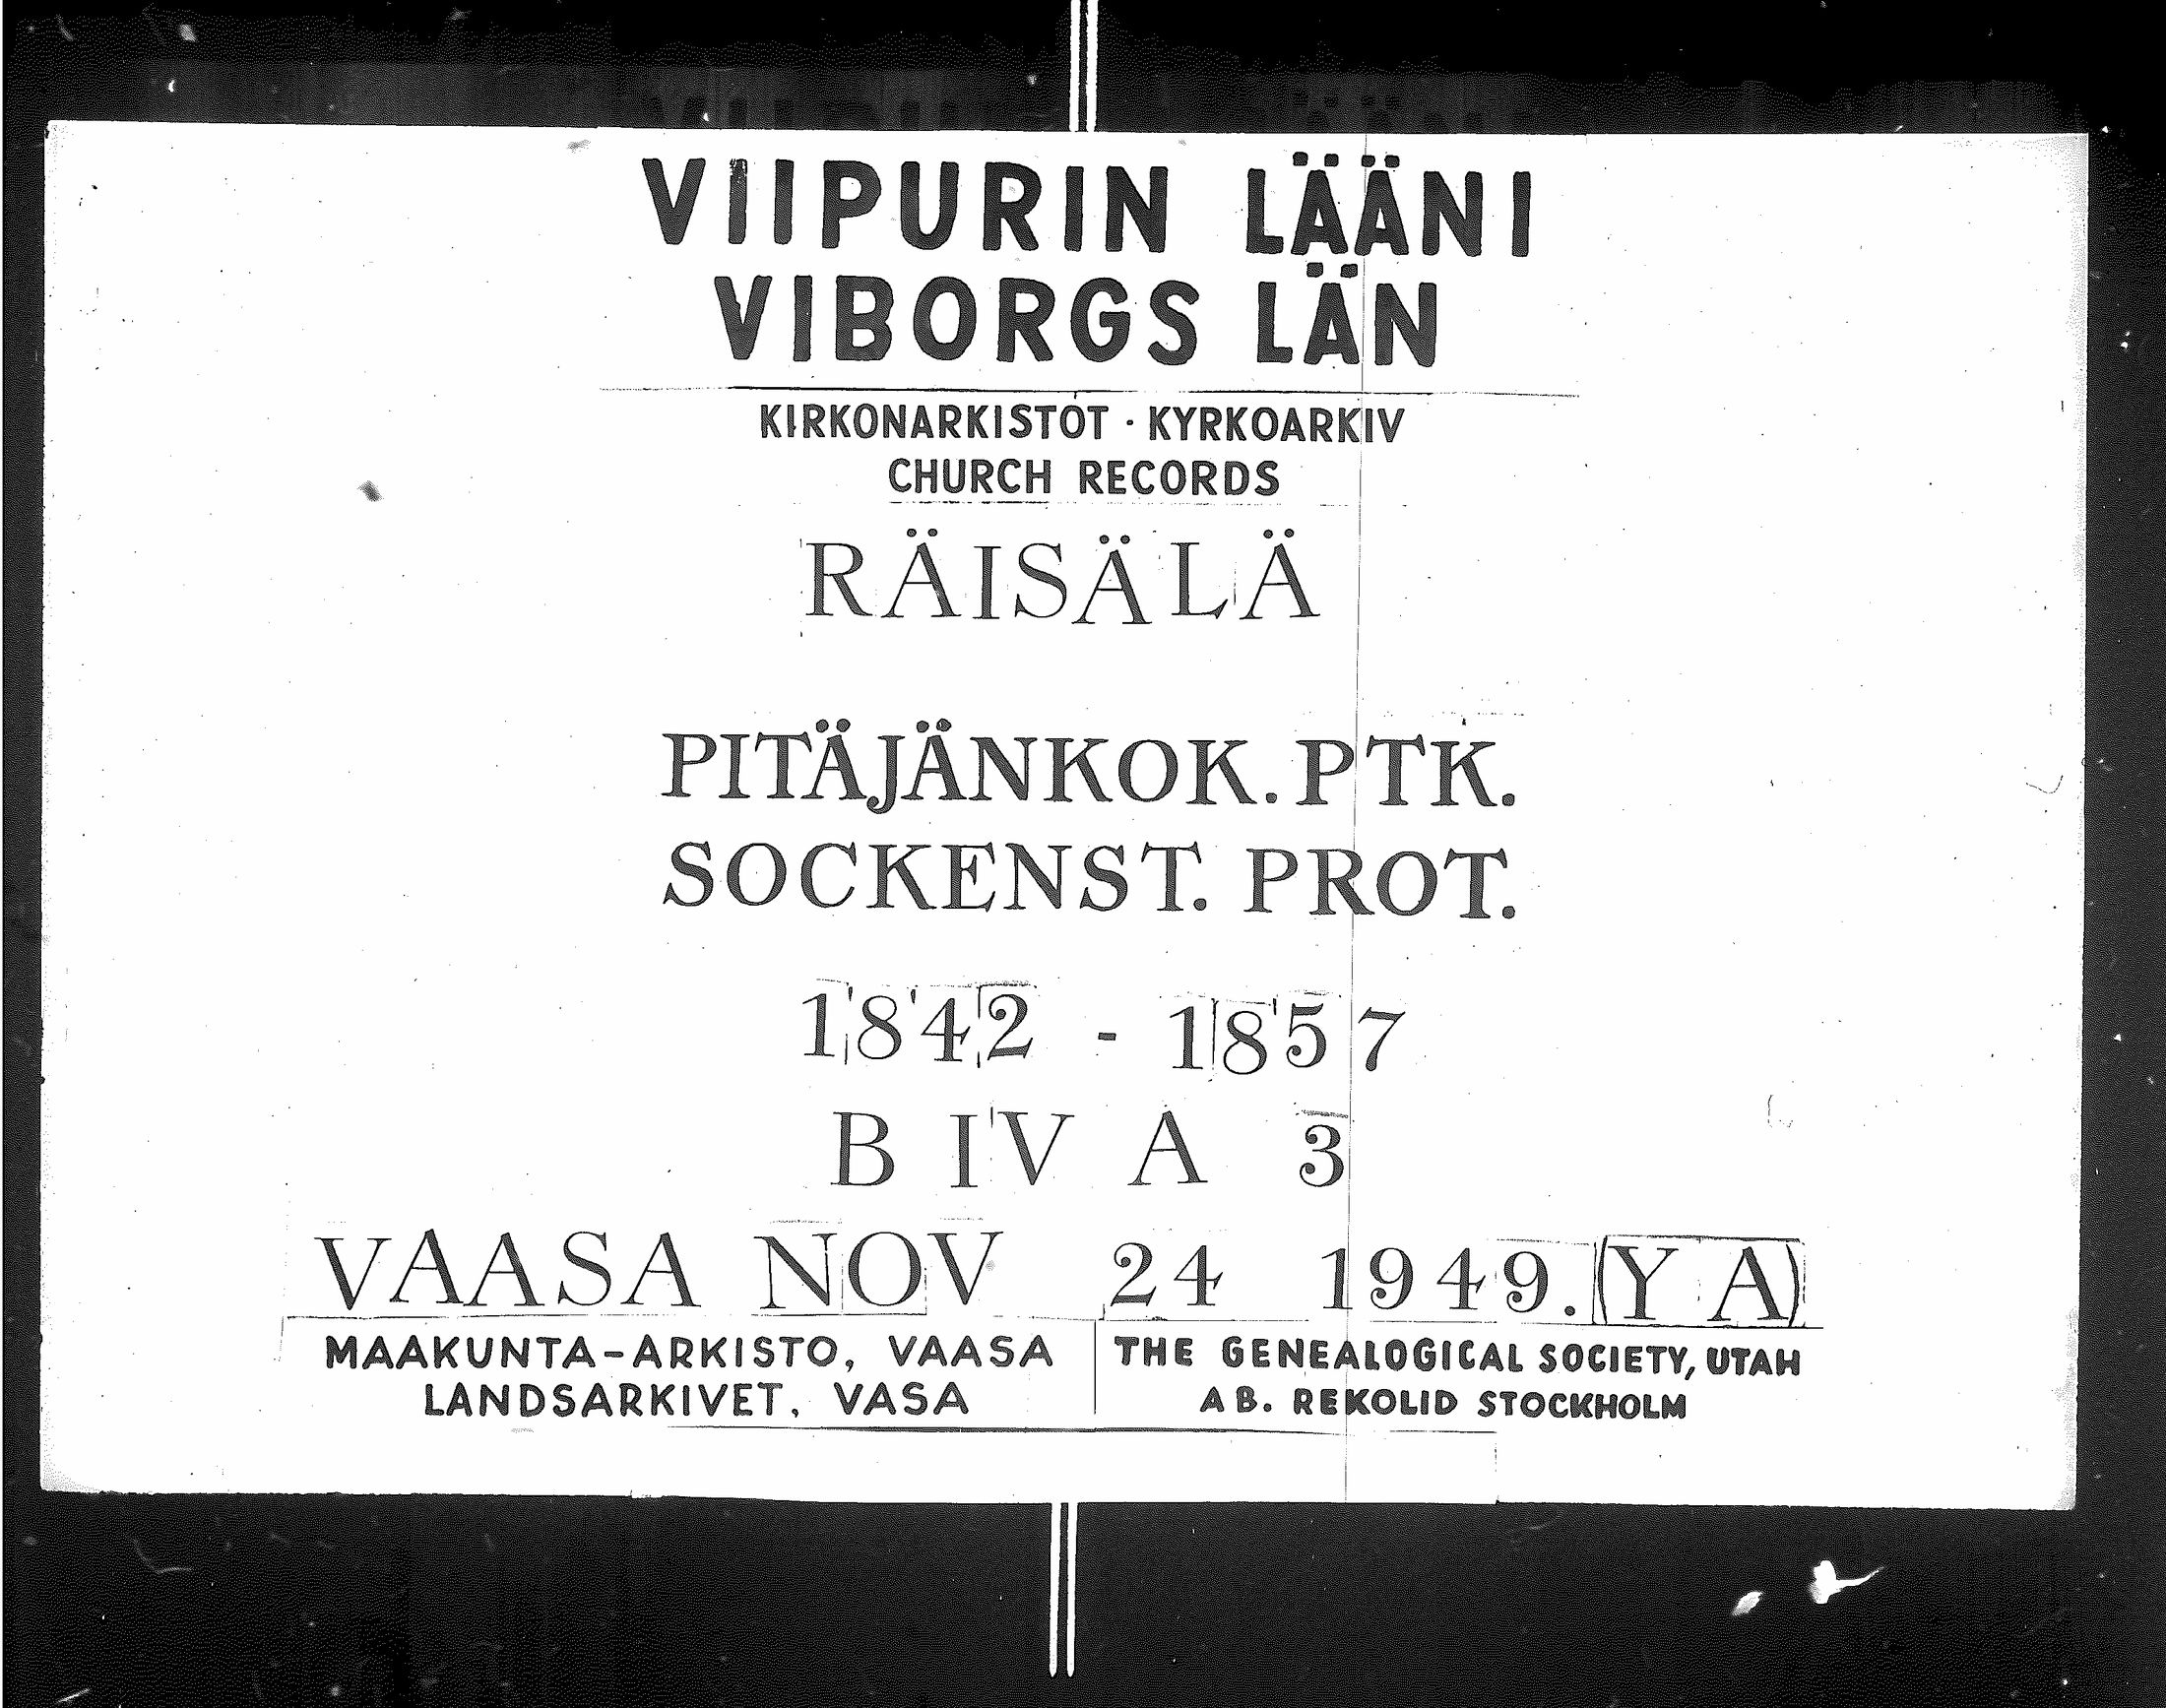 VIIPURIN LÄÄNI
VIBORGS LÄN
KIRKONARKISTOT · KYRKOARKIV
CHURCH RECORDS
RÄISÄLÄ
PITÄJÄNKOK. PTK.
SOCKENST. PROT.
1842 - 1857
B IV A 3
VAASA NOV 24 1949. (Y A)
MAAKUNTA-ARKISTO, VAASA
LANDSARKIVET, VASA
THE GENEALOGICAL SOCIETY, UTAH
AB. REKOLID STOCKHOLM